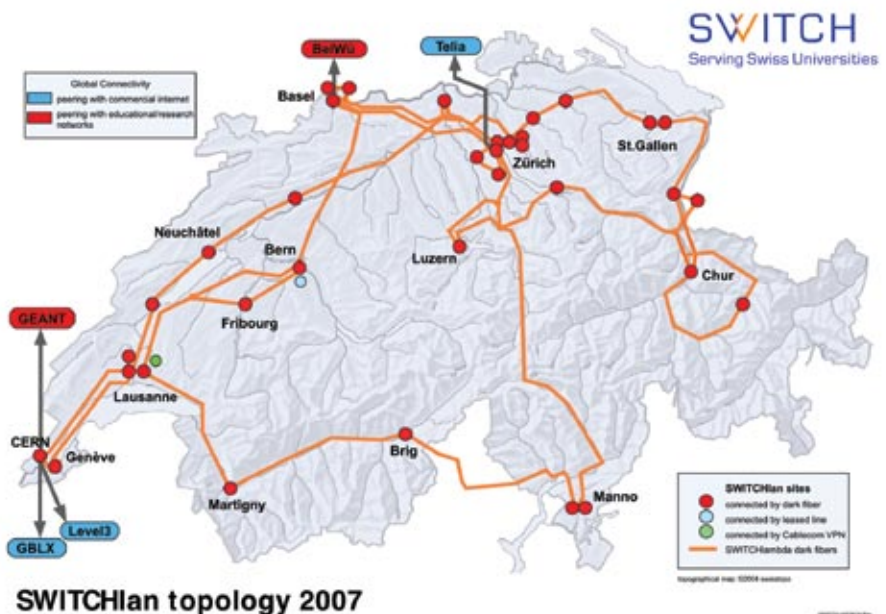 SWITCH
Serving Swiss Universities
BelWü
Telia
Global Connectivity
peering with commercial internet
peering with educational/research
networks
Basel
Zürich
St.Gallen
Neuchâtel
Bern
Luzern
Chur
GEANT
Fribourg
Lausanne
CERN
Genève
Brig
Martigny
Manno
Level3
GBLX
SWITCHlan sites
connected by dark fiber
connected by leased line
connected by Cablecom VPN
SWITCHlambda dark fibers
SWITCHlan topology 2007